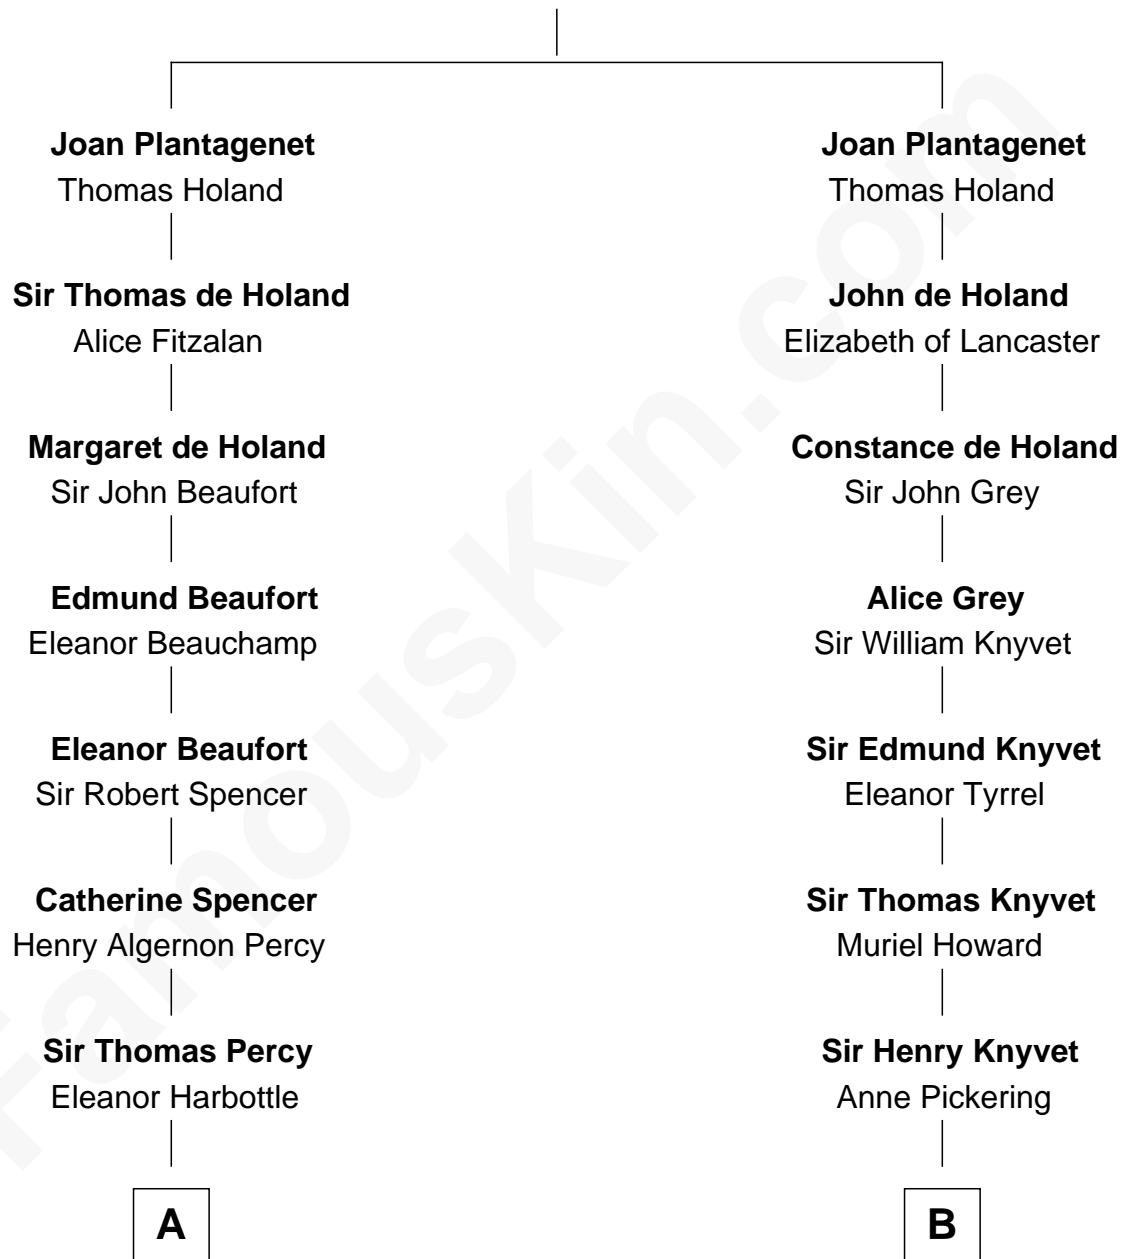 Joan Plantagenet
Thomas Holand
Sir Thomas de Holand
Alice Fitzalan
Margaret de Holand
Sir John Beaufort
Edmund Beaufort
Eleanor Beauchamp
Eleanor Beaufort
Sir Robert Spencer
Catherine Spencer
Henry Algernon Percy
Sir Thomas Percy
Eleanor Harbottle
A
Joan Plantagenet
Thomas Holand
John de Holand
Elizabeth of Lancaster
Constance de Holand
Sir John Grey
Alice Grey
Sir William Knyvet
Sir Edmund Knyvet
Eleanor Tyrrel
Sir Thomas Knyvet
Muriel Howard
Sir Henry Knyvet
Anne Pickering
B
FamousKin.com